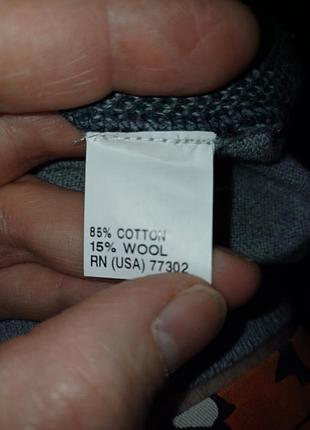 85% COTTON
15% WOOL
RN (USA) 77302